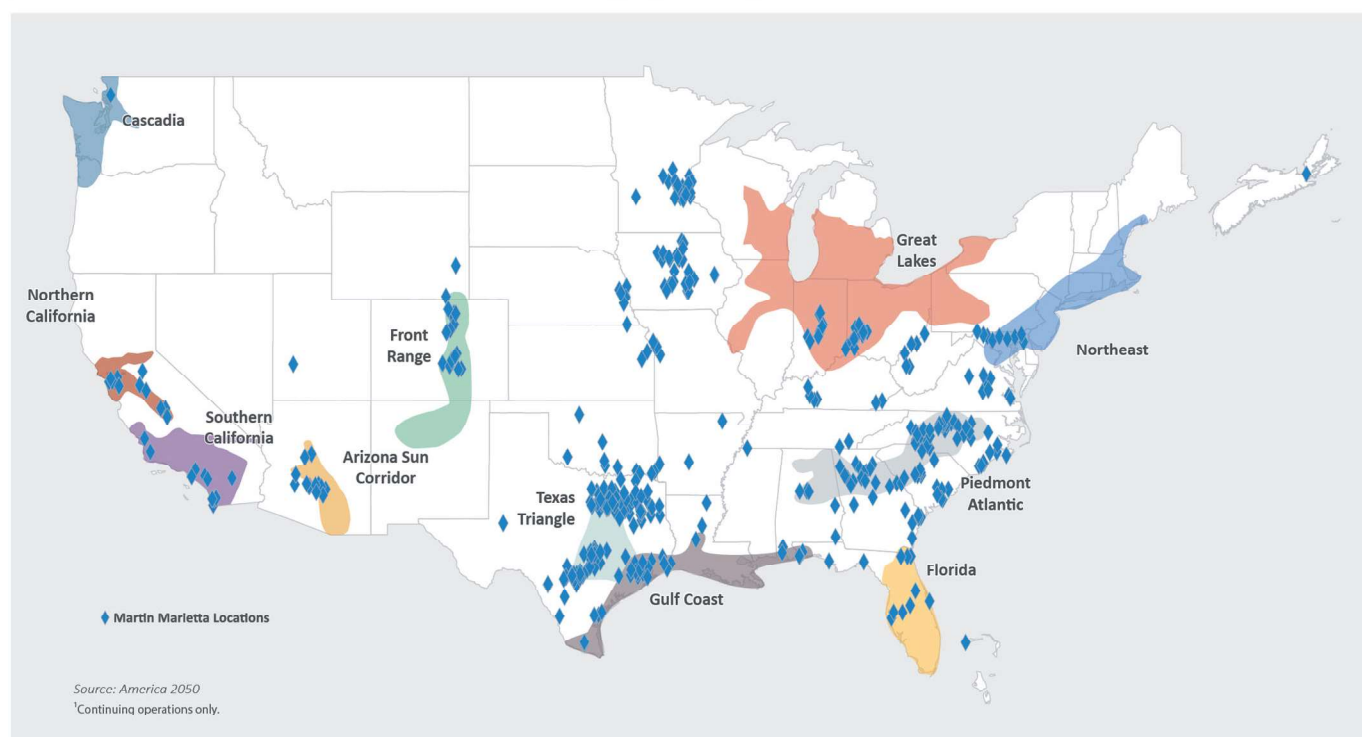 Cascadia
Northern
California
Great
Lakes
Front
Range
Northeast
Southern
California
Arizona Sun
Corridor
Texas
Triangle
Piedmont
Atlantic
Florida
Gulf Coast
Martin Marietta Locations
Source: America 2050
¹Continuing operations only.